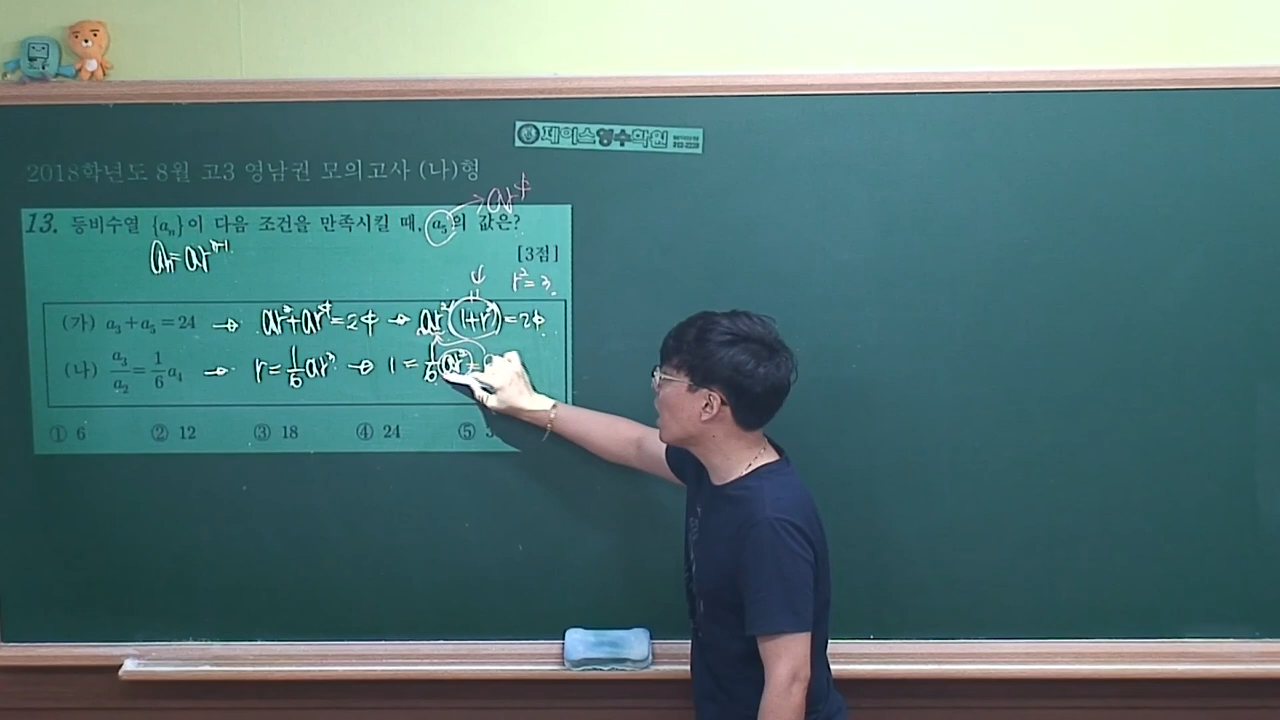 제이스영수학원
2018학년도 8월 고3 영남권 모의고사 (나)형
ar⁴
13. 등비수열 {aₙ}이 다음 조건을 만족시킬 때, a₅의 값은?
[3점]
aₙ=arⁿ⁻¹
r²=3.
(가) a₃+a₅=24 → ar²+ar⁴=24 → ar²(1+r²)=24.
(나) a₃/a₂=1/6 a₄ → r=1/6 ar³ → 1=1/6 ar²=
① 6 ② 12 ③ 18 ④ 24 ⑤